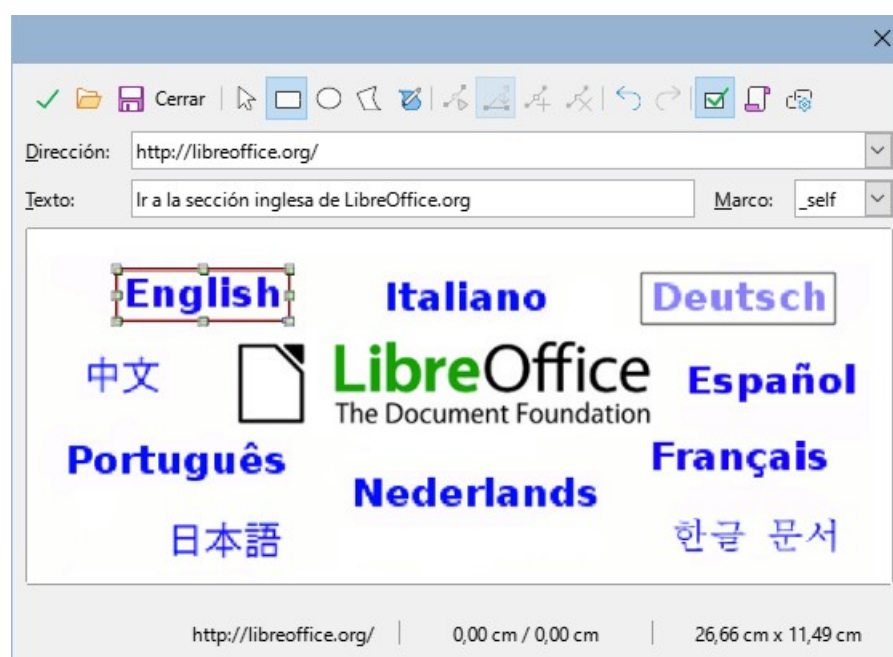 Cerrar
Dirección: http://libreoffice.org/
Texto: Ir a la sección inglesa de LibreOffice.org Marco: _self
English Italiano Deutsch
中文 LibreOffice Español
The Document Foundation
Português Français
Nederlands
日本語 한글 문서
http://libreoffice.org/ 0,00 cm / 0,00 cm 26,66 cm x 11,49 cm